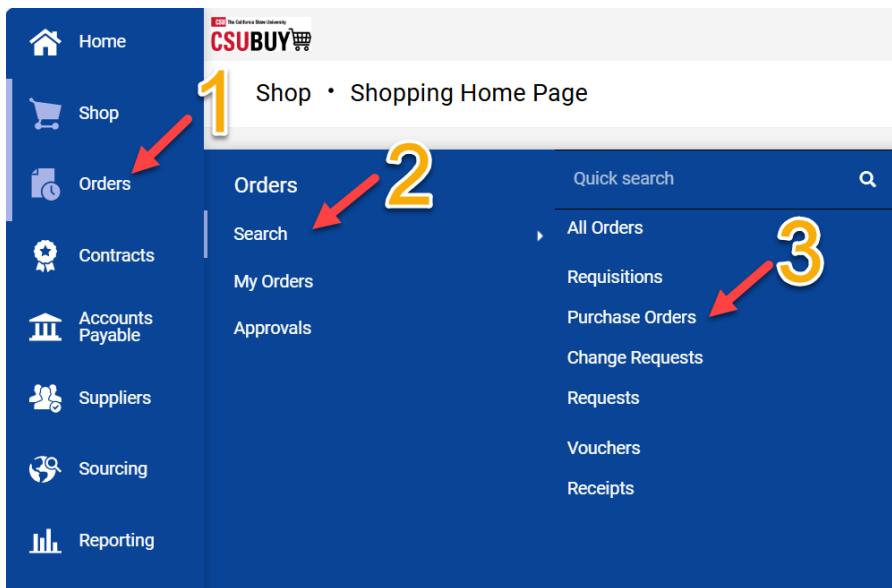 Home
Shop
Orders
Contracts
Accounts
Payable
Suppliers
Sourcing
Reporting
CSU The California State University
CSUBUY
Shop • Shopping Home Page
1
2
3
Orders
Search
My Orders
Approvals
Quick search
All Orders
Requisitions
Purchase Orders
Change Requests
Requests
Vouchers
Receipts